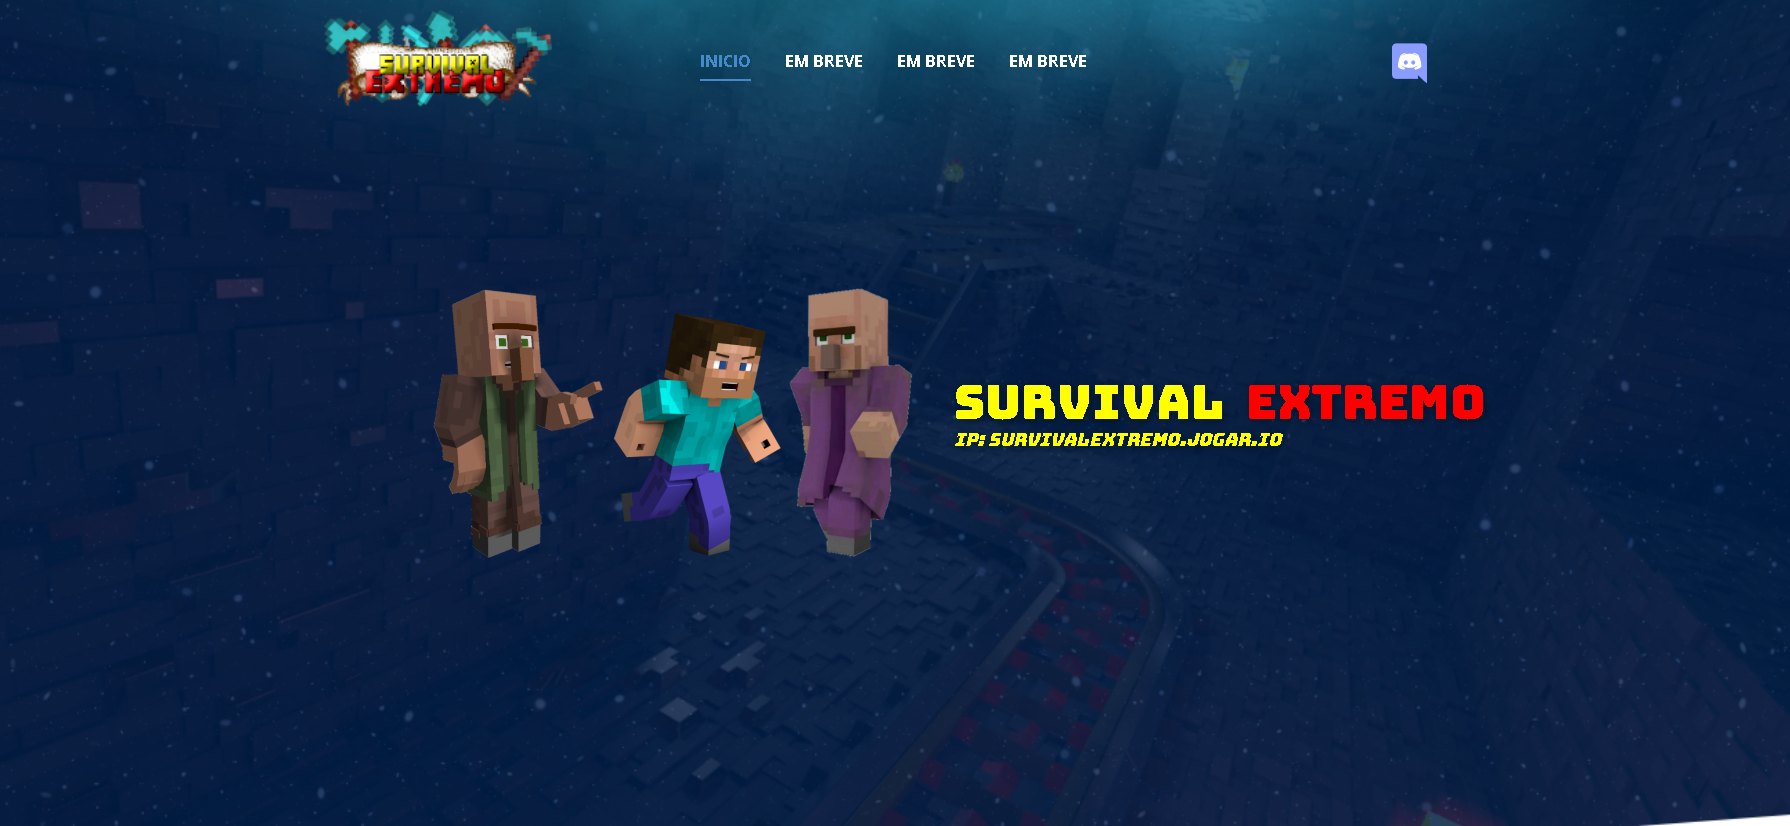 SURVIVAL
EXTREMO
INICIO EM BREVE EM BREVE EM BREVE
SURVIVAL EXTREMO
IP: SURVIVALEXTREMO.JOGAR.IO